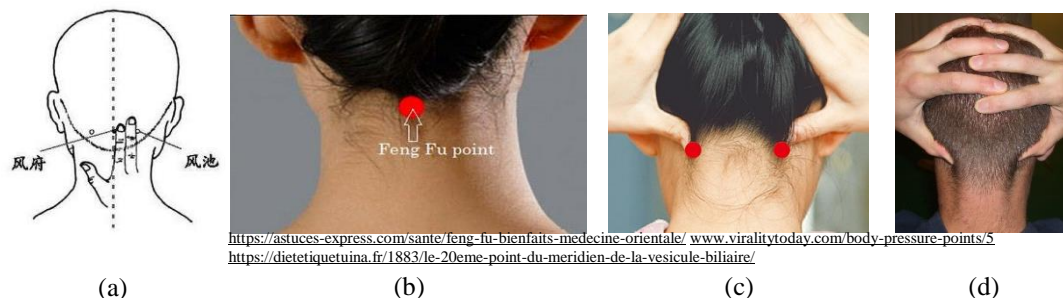 风府
风池
Feng Fu point
https://astuces-express.com/sante/feng-fu-bienfaits-medecine-orientale/ www.viralitytoday.com/body-pressure-points/5
https://dietetiquetuina.fr/1883/le-20eme-point-du-meridien-de-la-vesicule-biliaire/
(a) (b) (c) (d)